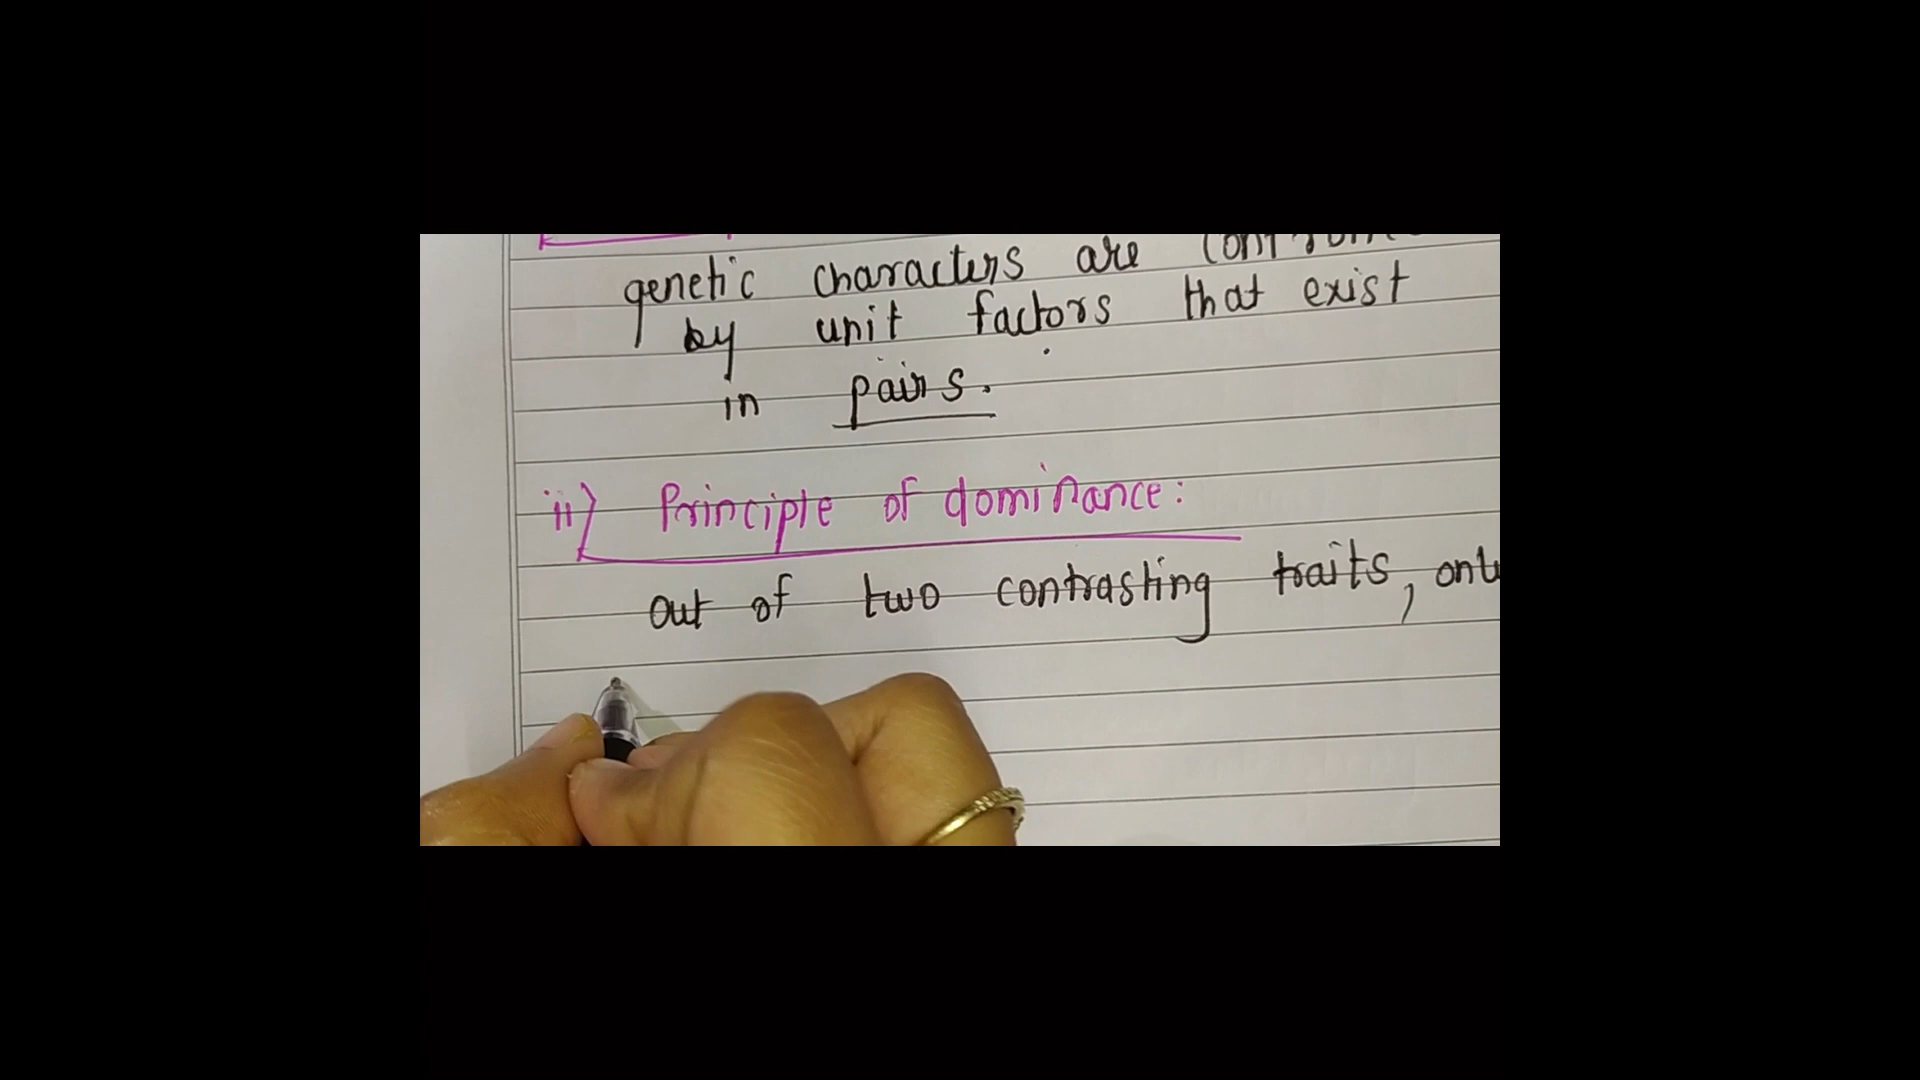 genetic characters are
by unit factors that exist
in pairs.
ii) Principle of dominance:
out of two contrasting traits,